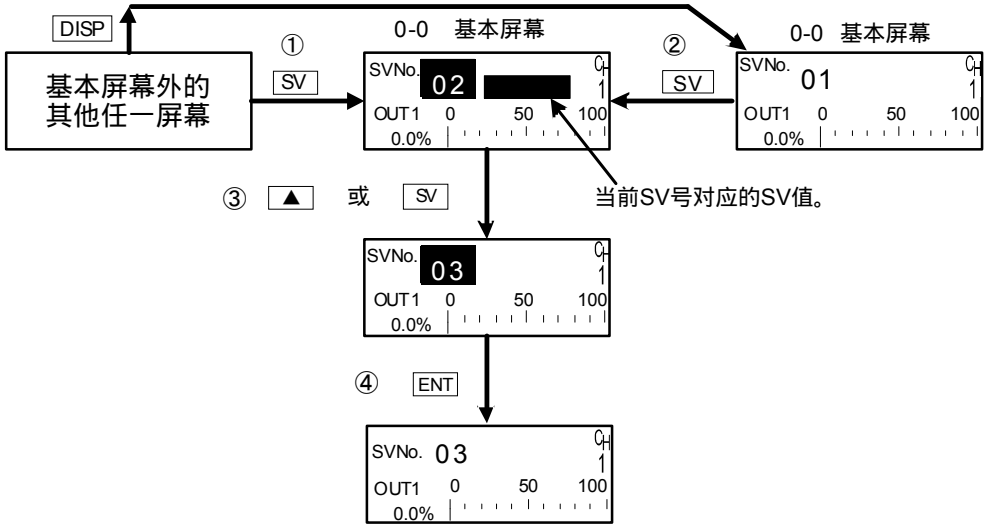 DISP
0-0 基本屏幕
0-0 基本屏幕
①
SV
②
SV
基本屏幕外的
其他任一屏幕
SVNo. 02 CH
1
OUT1 0 50 100
0.0%
SVNo. 01 CH
1
OUT1 0 50 100
0.0%
当前SV号对应的SV值。
③ ▲ 或 SV
SVNo. 03 CH
1
OUT1 0 50 100
0.0%
④ ENT
SVNo. 03 CH
1
OUT1 0 50 100
0.0%